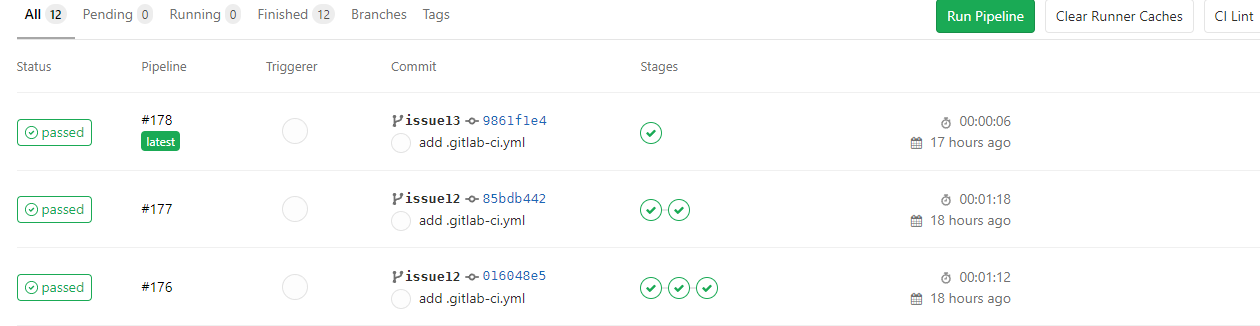 All 12 Pending 0 Running 0 Finished 12 Branches Tags Run Pipeline Clear Runner Caches CI Lint
Status Pipeline Triggerer Commit Stages
passed #178 latest issue13 9861f1e4 00:00:06
add .gitlab-ci.yml 17 hours ago
passed #177 issue12 85bdb442 00:01:18
add .gitlab-ci.yml 18 hours ago
passed #176 issue12 016048e5 00:01:12
add .gitlab-ci.yml 18 hours ago